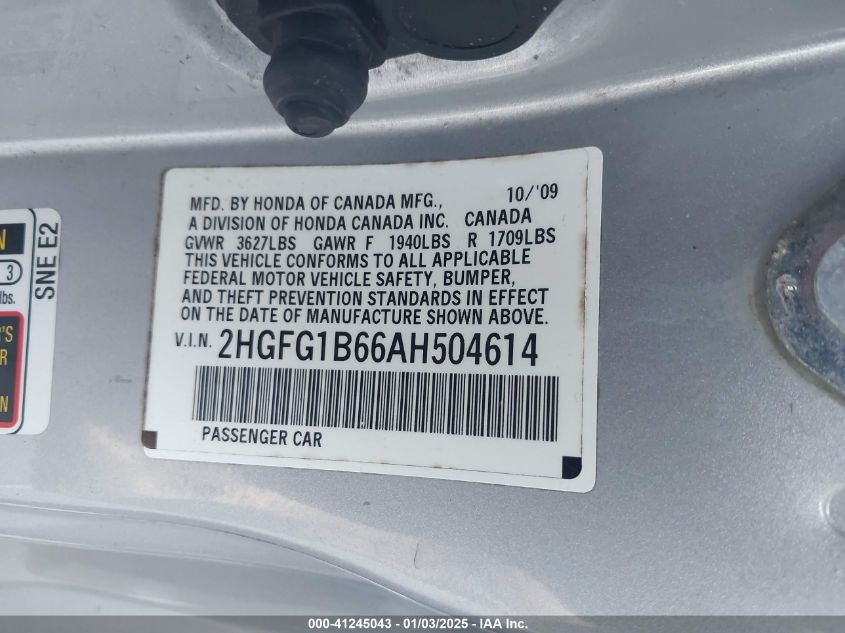 MFD. BY HONDA OF CANADA MFG., 10/'09
A DIVISION OF HONDA CANADA INC. CANADA
GVWR 3627LBS GAWR F 1940LBS R 1709LBS
THIS VEHICLE CONFORMS TO ALL APPLICABLE
FEDERAL MOTOR VEHICLE SAFETY, BUMPER,
AND THEFT PREVENTION STANDARDS IN EFFECT
ON THE DATE OF MANUFACTURE SHOWN ABOVE.
V.I.N. 2HGFG1B66AH504614
PASSENGER CAR
SNE E2
N
3
lbs.
R'S
R
N
000-41245043 - 01/03/2025 - IAA Inc.